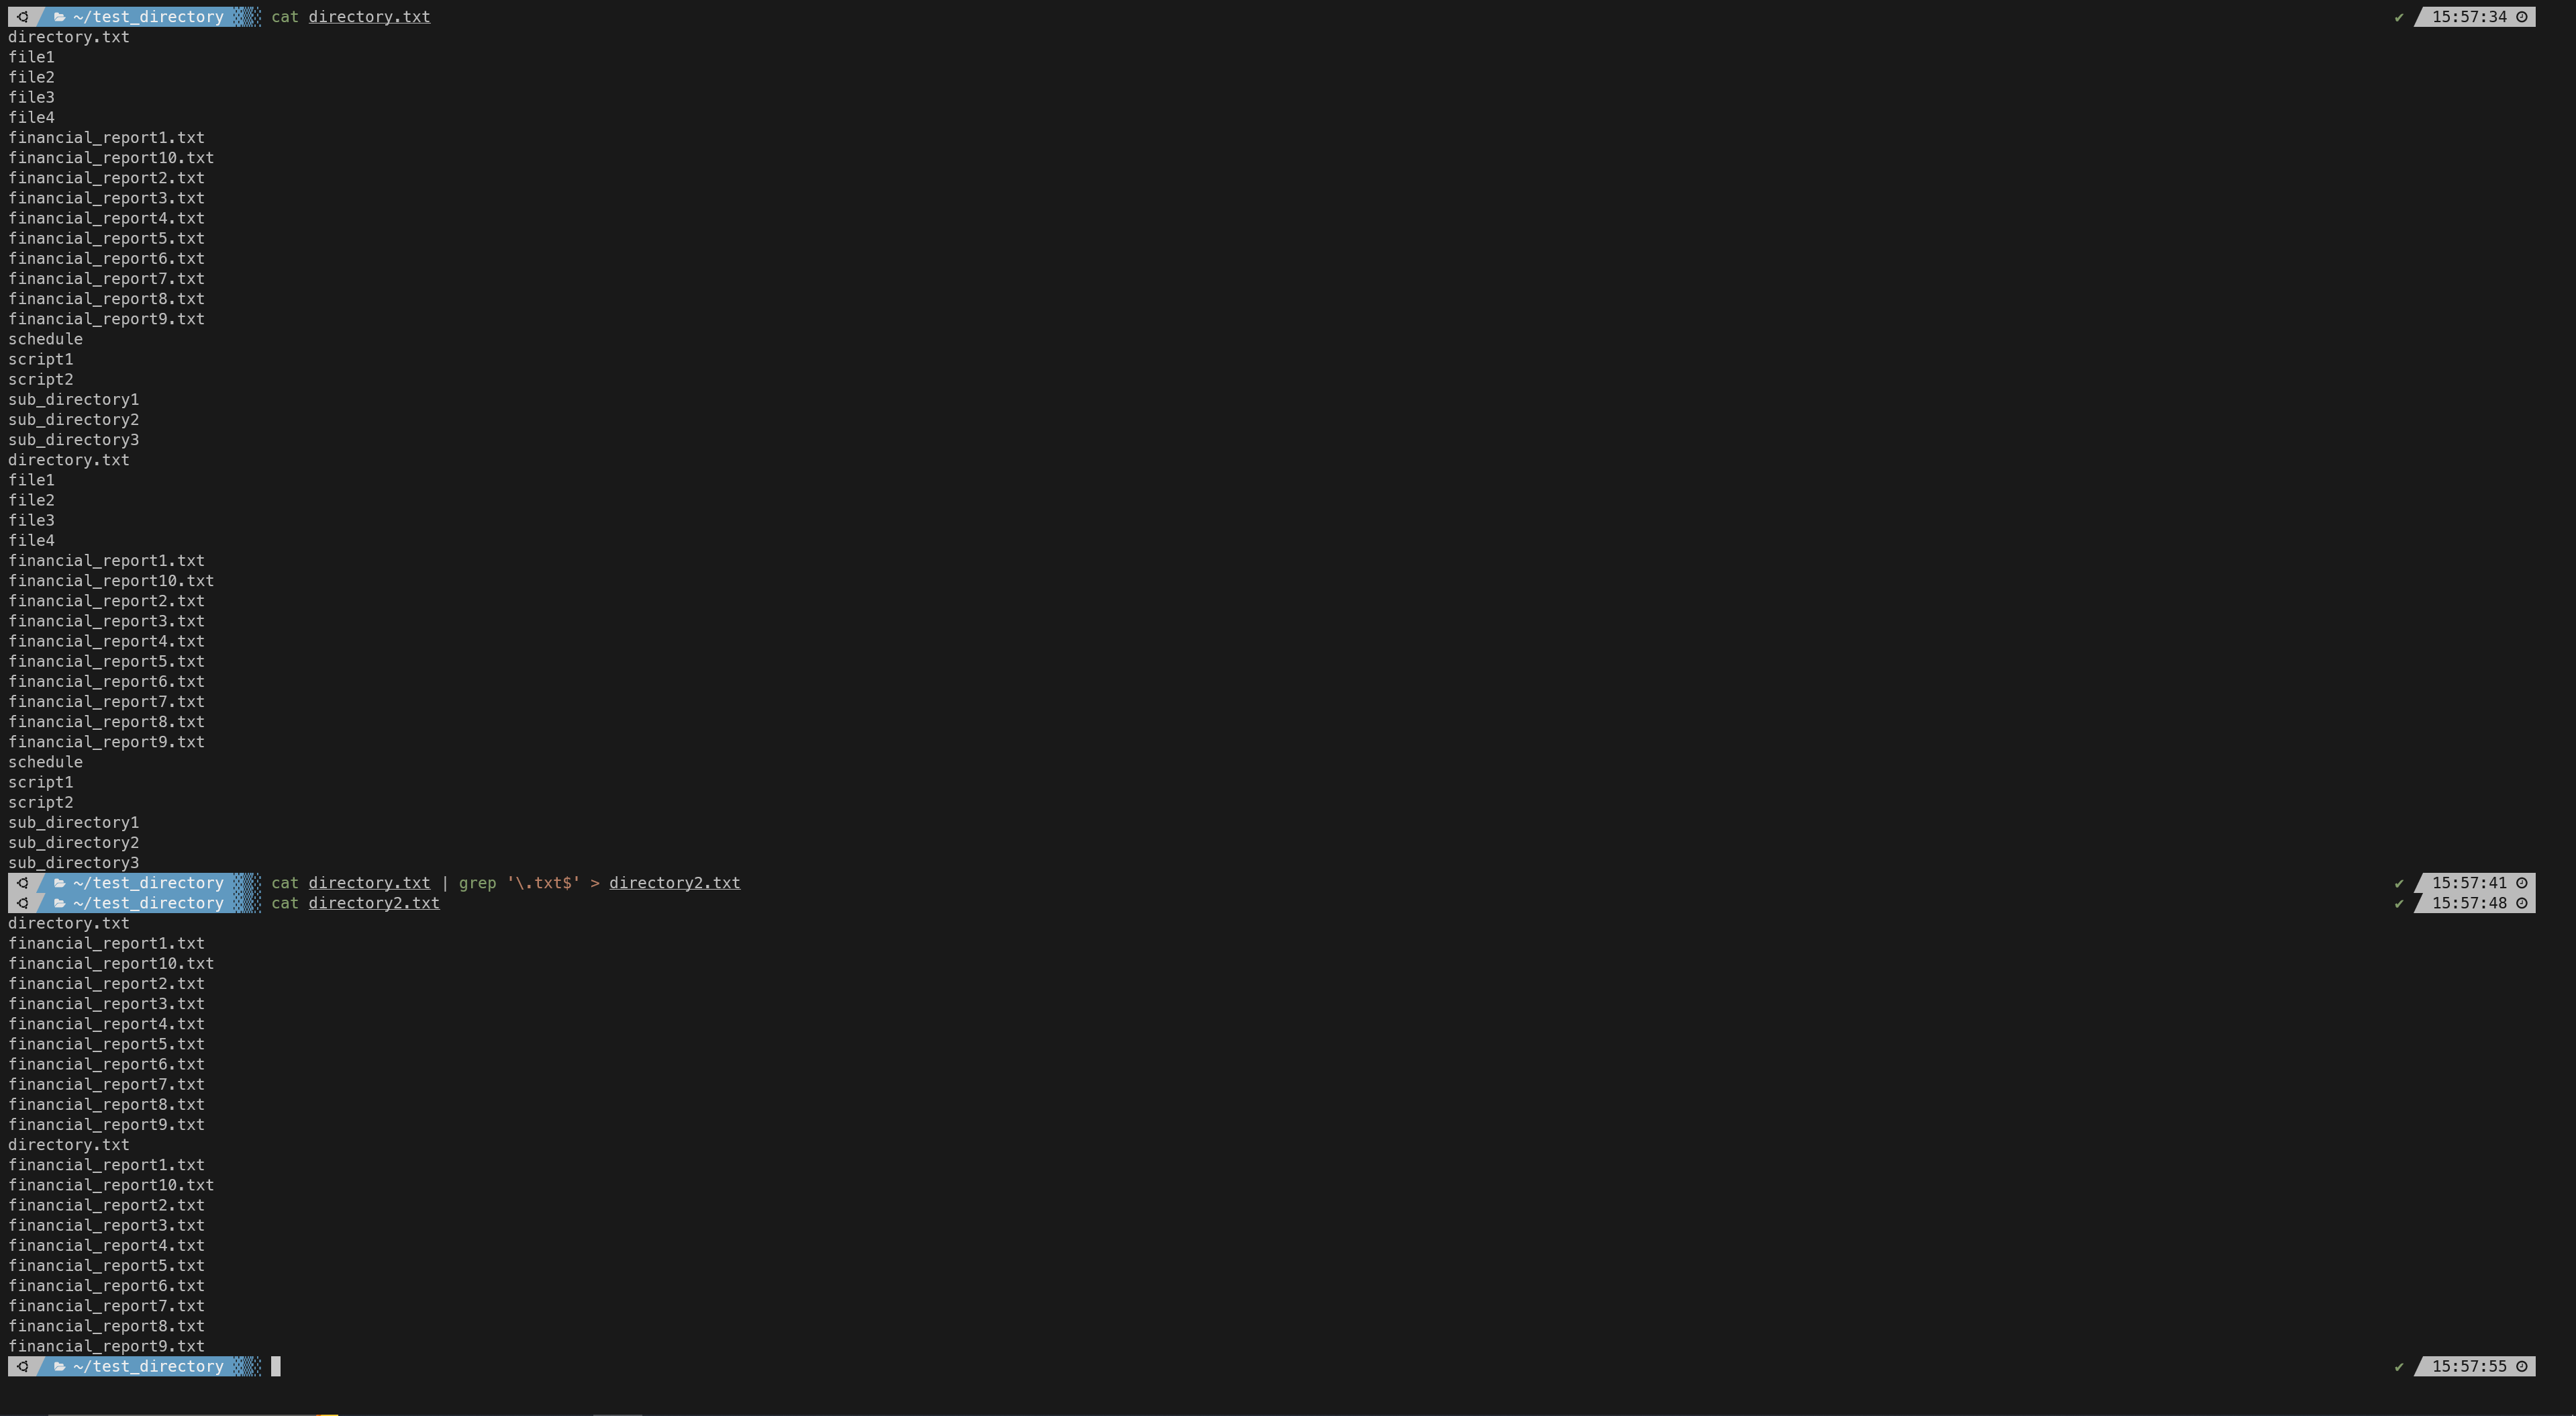 ~/test_directory cat directory.txt ✔ 15:57:34
directory.txt
file1
file2
file3
file4
financial_report1.txt
financial_report10.txt
financial_report2.txt
financial_report3.txt
financial_report4.txt
financial_report5.txt
financial_report6.txt
financial_report7.txt
financial_report8.txt
financial_report9.txt
schedule
script1
script2
sub_directory1
sub_directory2
sub_directory3
directory.txt
file1
file2
file3
file4
financial_report1.txt
financial_report10.txt
financial_report2.txt
financial_report3.txt
financial_report4.txt
financial_report5.txt
financial_report6.txt
financial_report7.txt
financial_report8.txt
financial_report9.txt
schedule
script1
script2
sub_directory1
sub_directory2
sub_directory3
~/test_directory cat directory.txt | grep '\.txt$' > directory2.txt ✔ 15:57:41
~/test_directory cat directory2.txt ✔ 15:57:48
directory.txt
financial_report1.txt
financial_report10.txt
financial_report2.txt
financial_report3.txt
financial_report4.txt
financial_report5.txt
financial_report6.txt
financial_report7.txt
financial_report8.txt
financial_report9.txt
directory.txt
financial_report1.txt
financial_report10.txt
financial_report2.txt
financial_report3.txt
financial_report4.txt
financial_report5.txt
financial_report6.txt
financial_report7.txt
financial_report8.txt
financial_report9.txt
~/test_directory ✔ 15:57:55